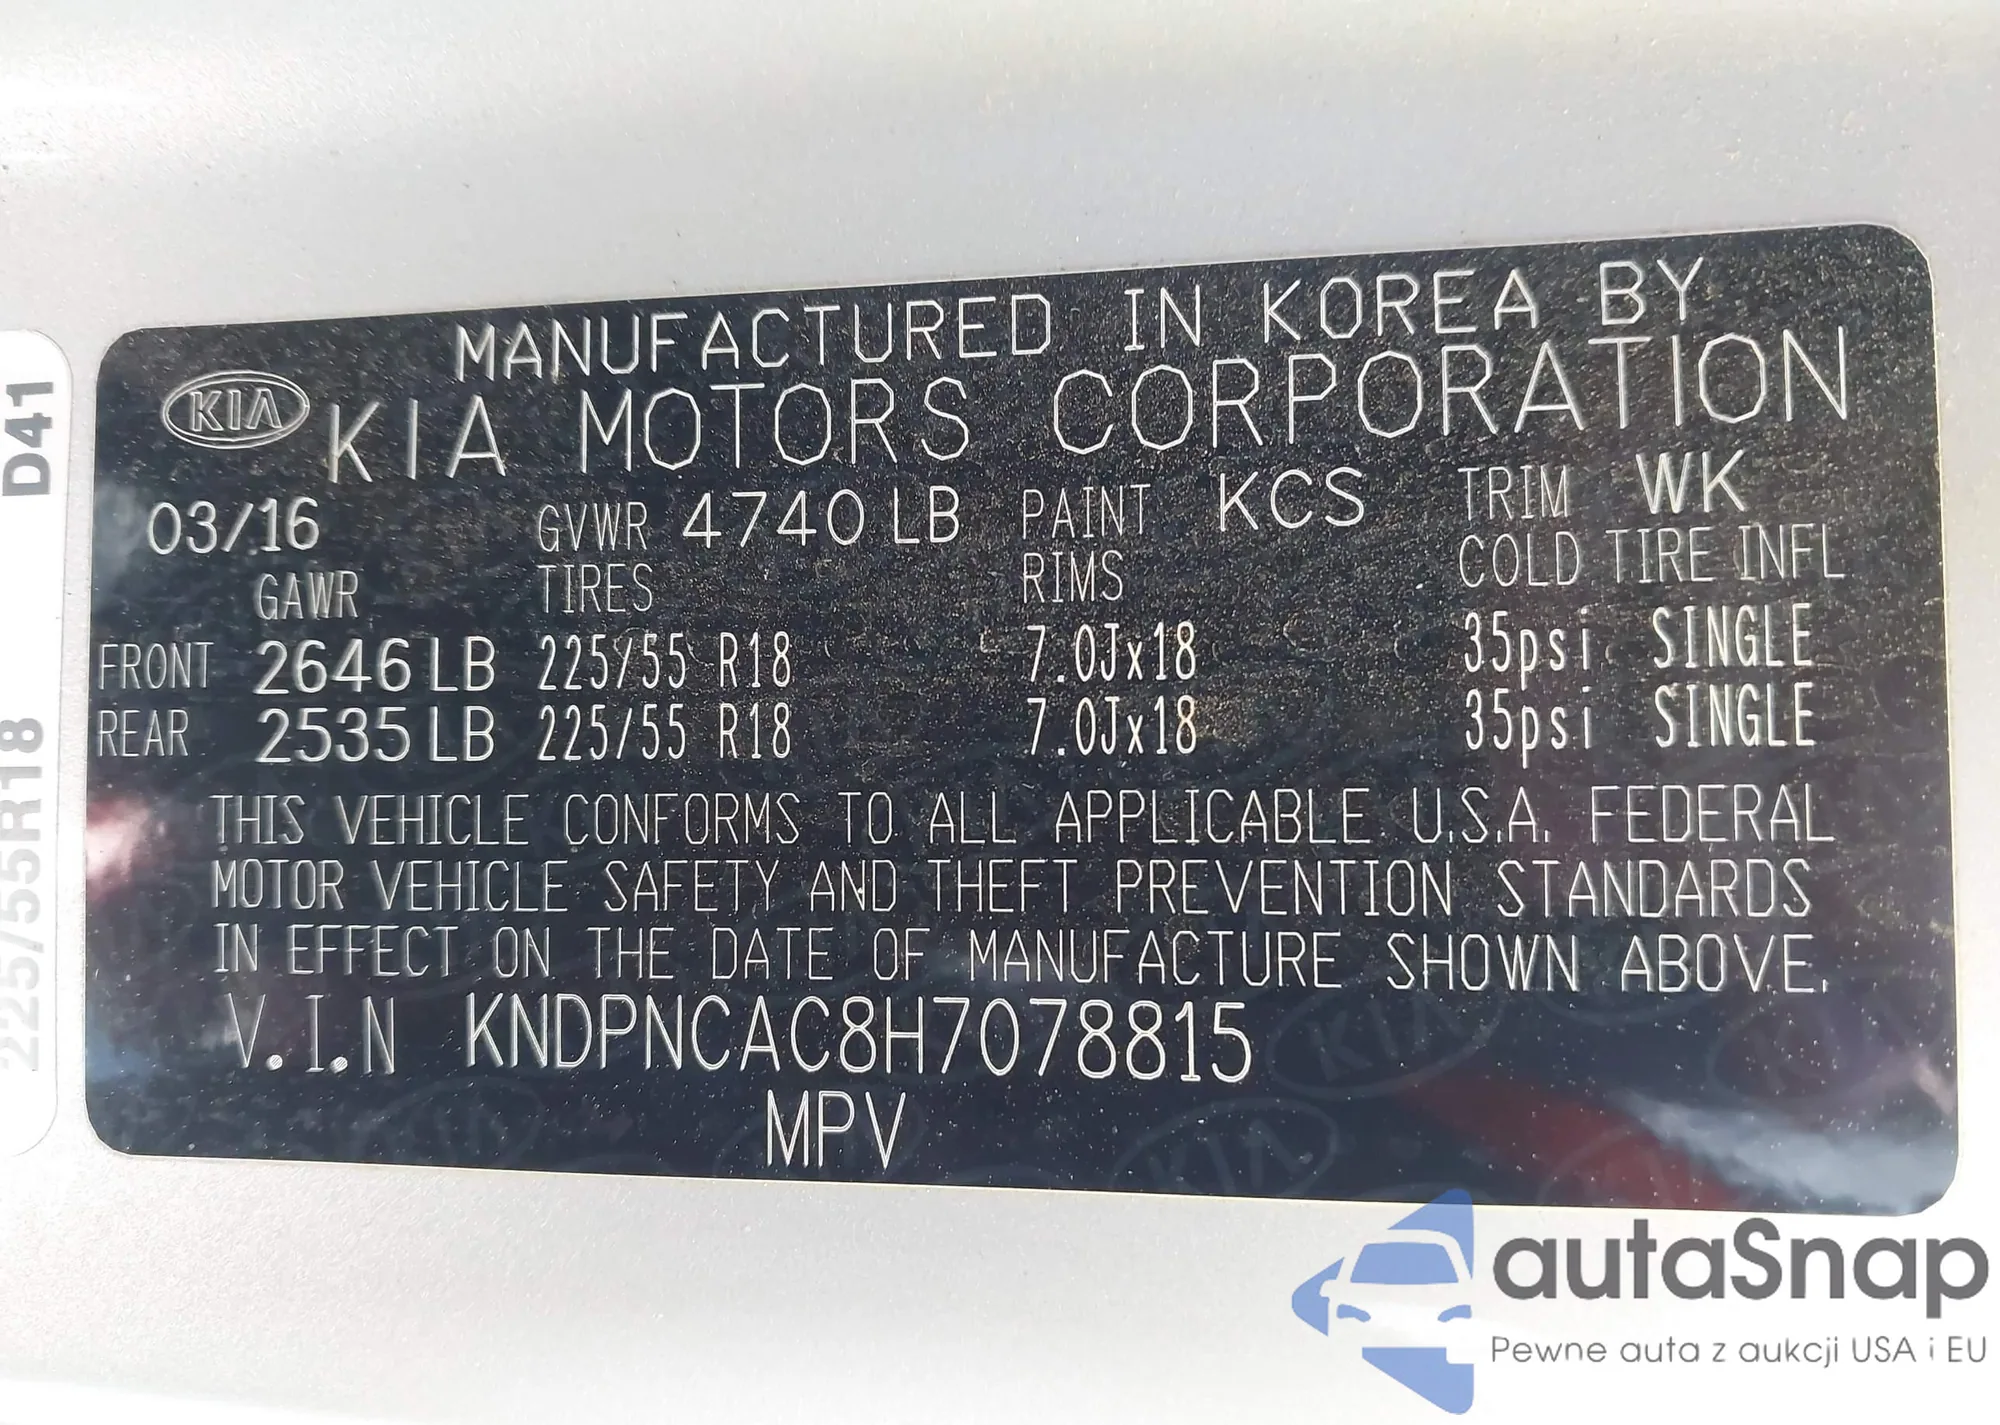 MANUFACTURED IN KOREA BY
KIA KIA MOTORS CORPORATION
03/16 GVWR 4740 LB PAINT KCS TRIM WK
GAWR TIRES RIMS COLD TIRE INFL
FRONT 2646 LB 225/55 R18 7.0Jx18 35psi SINGLE
REAR 2535 LB 225/55 R18 7.0Jx18 35psi SINGLE
THIS VEHICLE CONFORMS TO ALL APPLICABLE U.S.A. FEDERAL
MOTOR VEHICLE SAFETY AND THEFT PREVENTION STANDARDS
IN EFFECT ON THE DATE OF MANUFACTURE SHOWN ABOVE.
V.I.N KNDPNCAC8H7078815
MPV
225/55R18 D41
autoSnap
Pewne auta z aukcji USA i EU